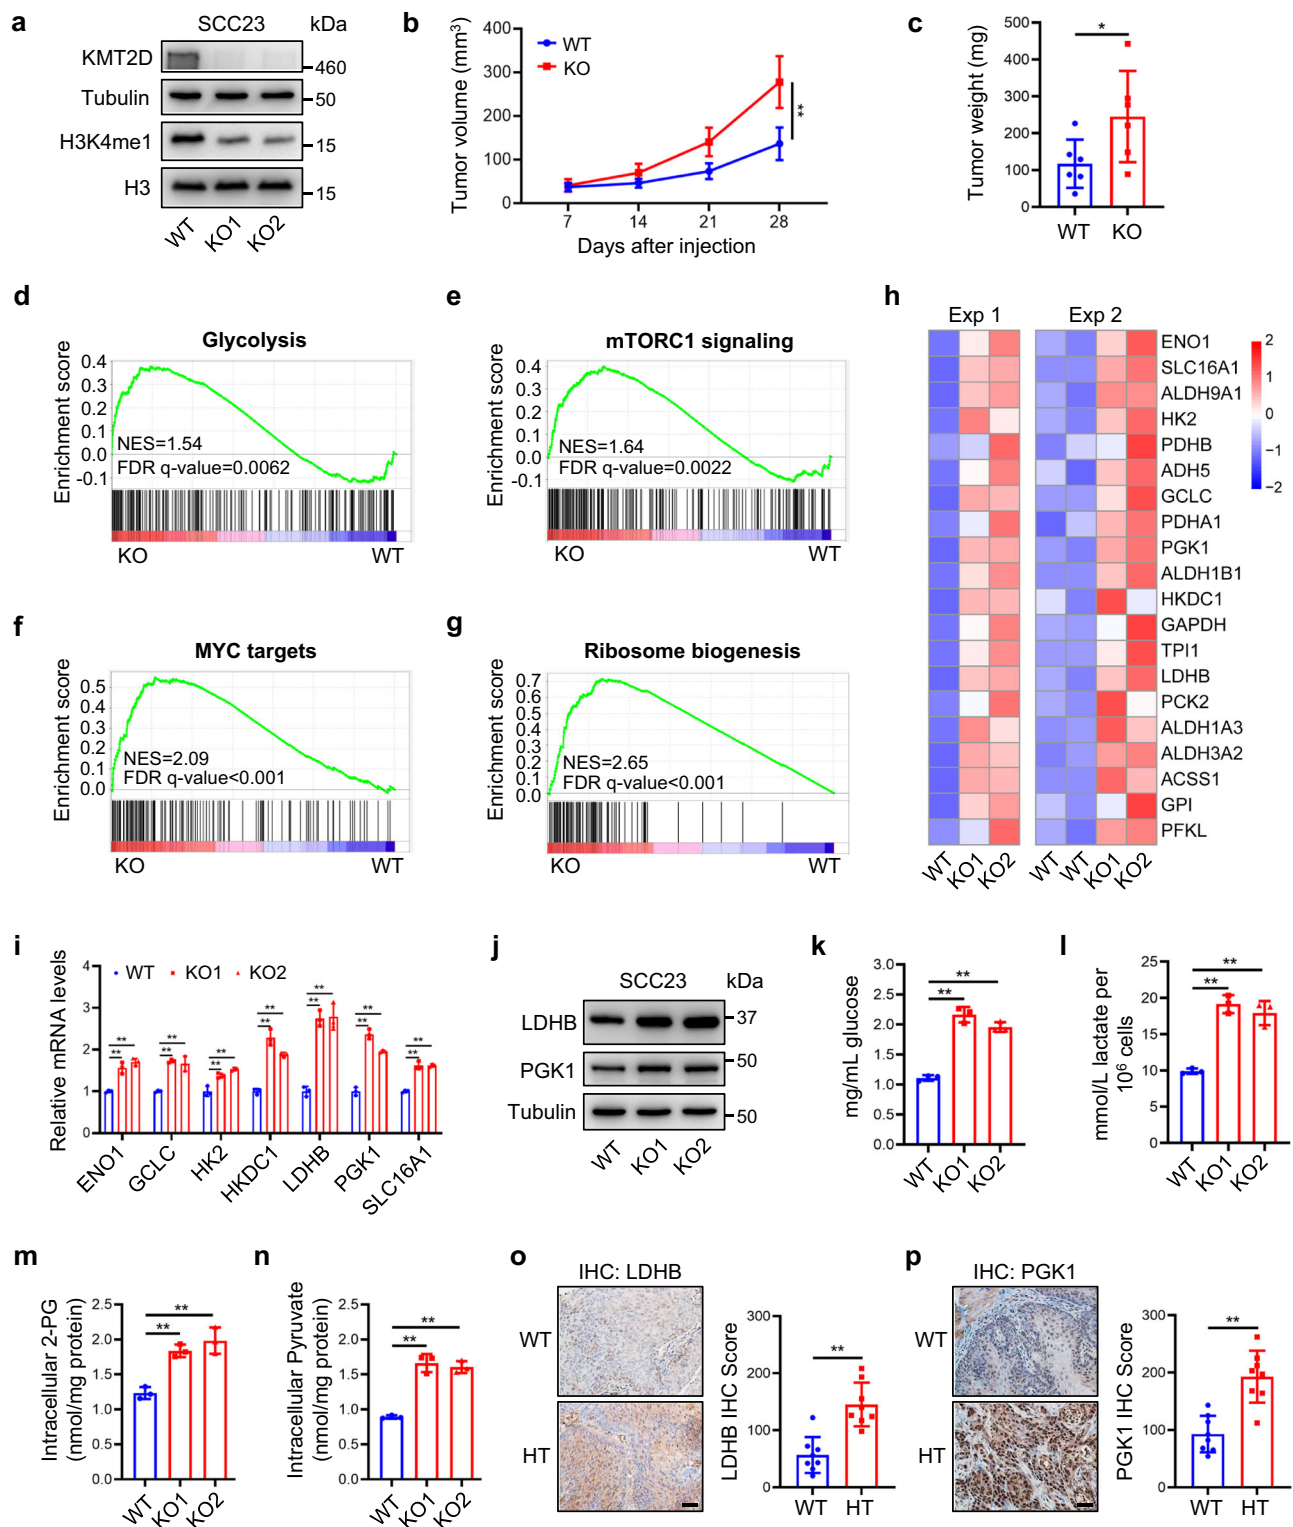 a
SCC23 kDa
KMT2D
460
Tubulin
50
H3K4me1
15
H3
15
WT KO1 KO2
b
Tumor volume (mm³)
400
300
200
100
0
WT
KO
**
7 14 21 28
Days after injection
c
Tumor weight (mg)
500
400
300
200
100
0
*
WT KO
d
Glycolysis
Enrichment score
0.4
0.3
0.2
0.1
0.0
-0.1
NES=1.54
FDR q-value=0.0062
KO WT
e
mTORC1 signaling
Enrichment score
0.4
0.3
0.2
0.1
0.0
-0.1
NES=1.64
FDR q-value=0.0022
KO WT
f
MYC targets
Enrichment score
0.5
0.4
0.3
0.2
0.1
0.0
NES=2.09
FDR q-value<0.001
KO WT
g
Ribosome biogenesis
Enrichment score
0.7
0.6
0.5
0.4
0.3
0.2
0.1
0.0
NES=2.65
FDR q-value<0.001
KO WT
h
Exp 1 Exp 2
ENO1
SLC16A1
ALDH9A1
HK2
PDHB
ADH5
GCLC
PDHA1
PGK1
ALDH1B1
HKDC1
GAPDH
TPI1
LDHB
PCK2
ALDH1A3
ALDH3A2
ACSS1
GPI
PFKL
2
1
0
−1
−2
WT KO1 KO2 WT WT KO1 KO2
i
Relative mRNA levels
4
3
2
1
0
WT KO1 KO2
** ** ** ** ** ** ** ** ** ** ** ** ** **
ENO1 GCLC HK2 HKDC1 LDHB PGK1 SLC16A1
j
SCC23 kDa
LDHB
37
PGK1
50
Tubulin
50
WT KO1 KO2
k
mg/mL glucose
3.0
2.5
2.0
1.5
1.0
0.5
0.0
**
**
WT KO1 KO2
l
mmol/L lactate per
10⁶ cells
25
20
15
10
5
0
**
**
WT KO1 KO2
m
Intracellular 2-PG
(nmol/mg protein)
2.5
2.0
1.5
1.0
0.5
0.0
**
**
WT KO1 KO2
n
Intracellular Pyruvate
(nmol/mg protein)
2.5
2.0
1.5
1.0
0.5
0.0
**
**
WT KO1 KO2
o
IHC: LDHB
WT
HT
LDHB IHC Score
300
200
100
0
**
WT HT
p
IHC: PGK1
WT
HT
PGK1 IHC Score
300
200
100
0
**
WT HT